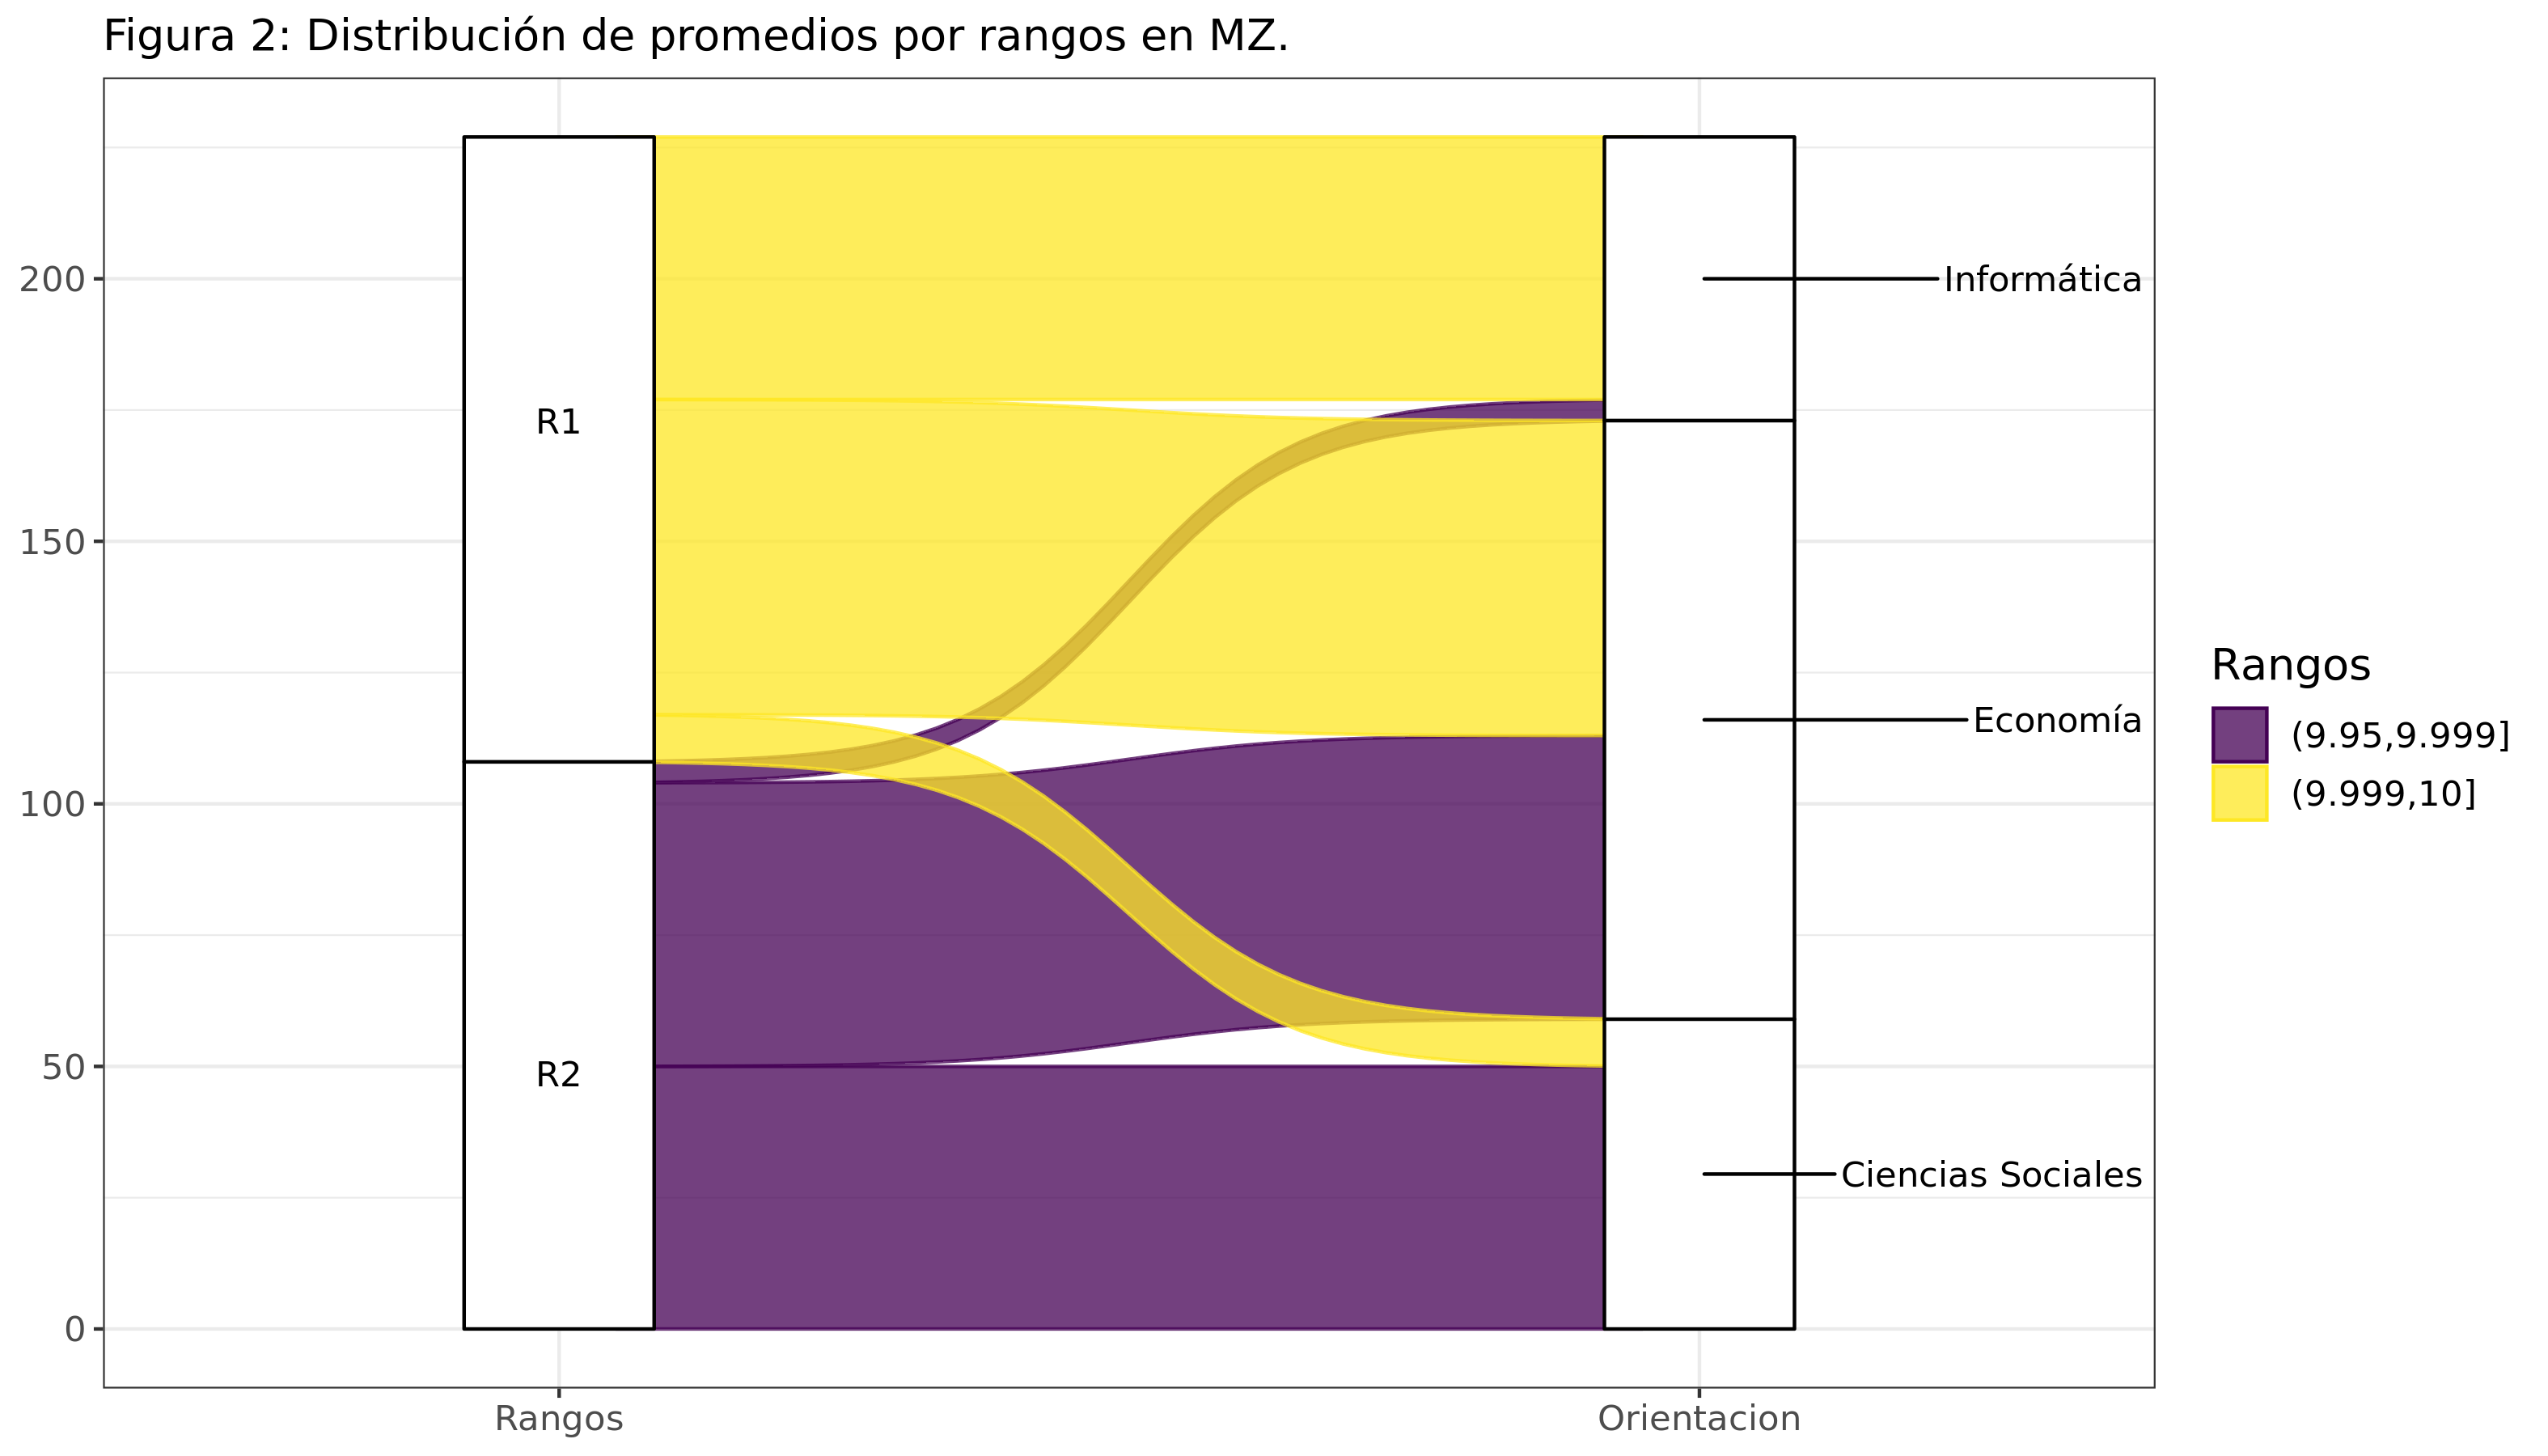 Figura 2: Distribución de promedios por rangos en MZ.
200
150
100
50
0
R1
R2
Informática
Economía
Ciencias Sociales
Rangos
Orientacion
Rangos
(9.95,9.999]
(9.999,10]